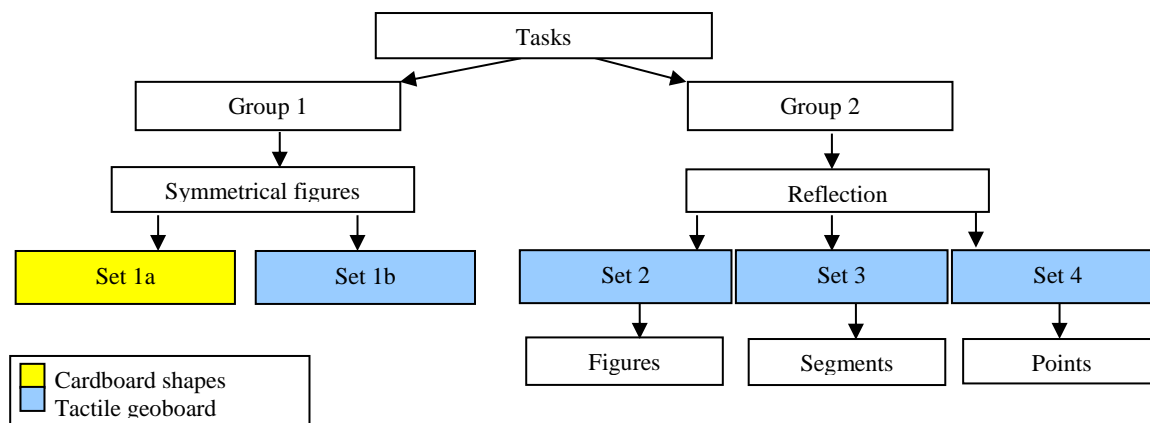 Tasks
Group 1
Group 2
Symmetrical figures
Reflection
Set 1a
Set 1b
Set 2
Set 3
Set 4
Figures
Segments
Points
Cardboard shapes
Tactile geoboard